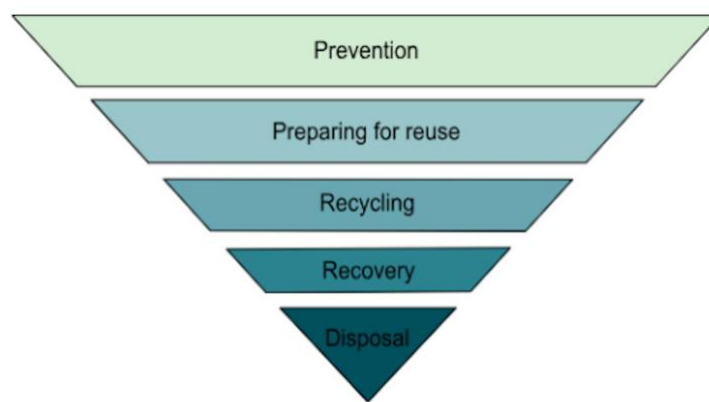 Prevention
Preparing for reuse
Recycling
Recovery
Disposal